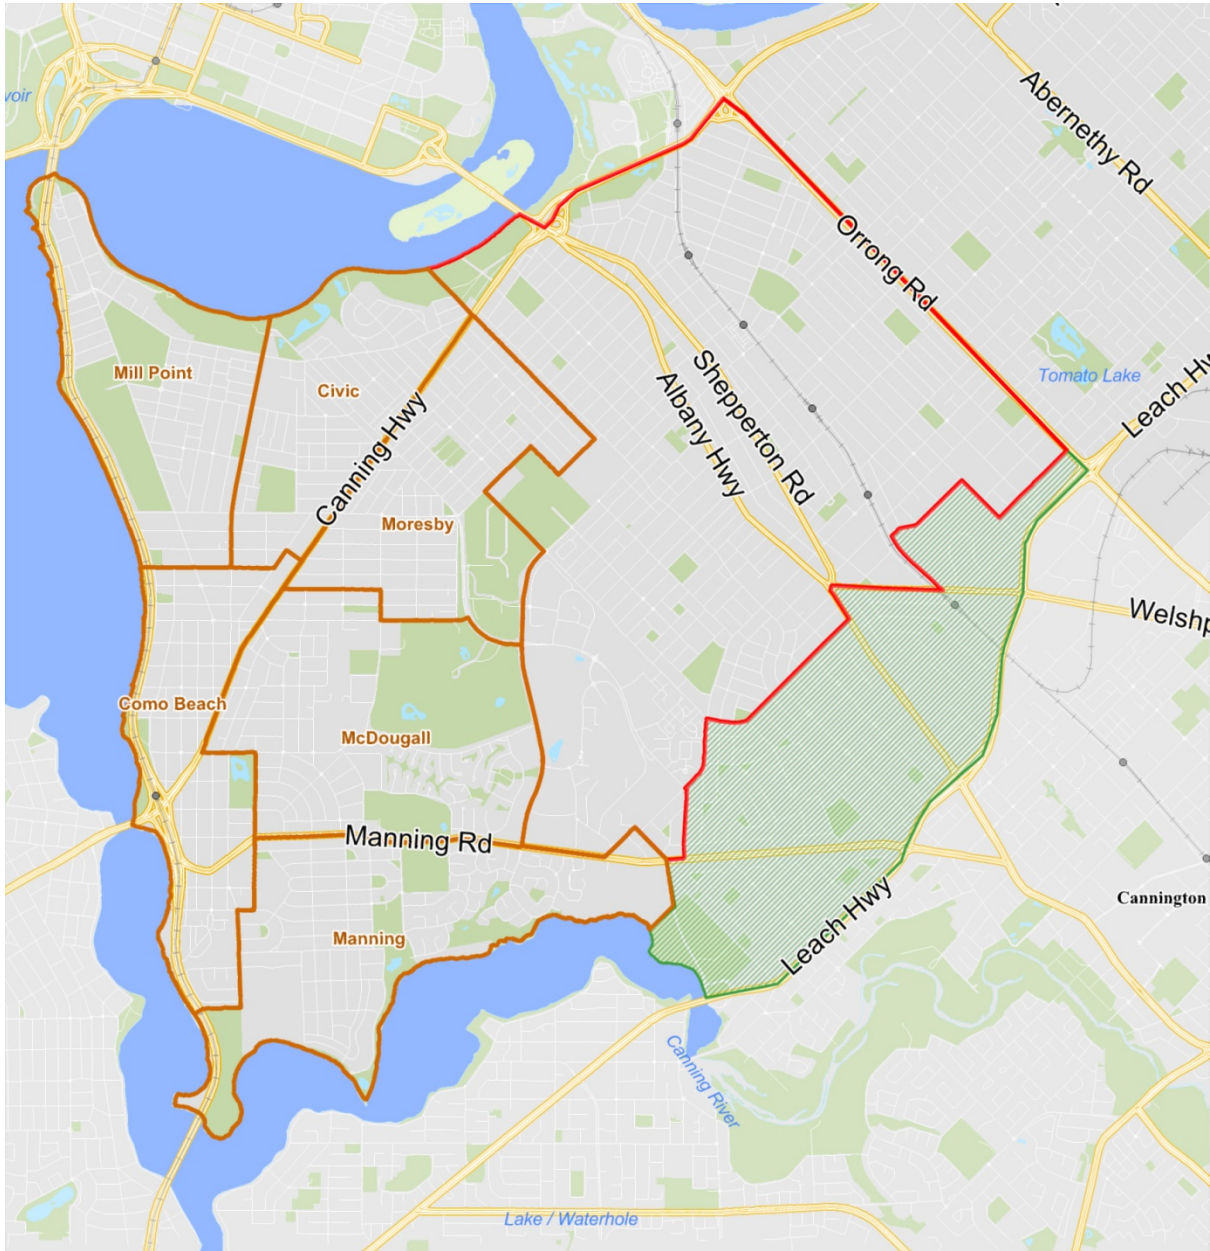 voir
Abernethy Rd
Orrong Rd
Tomato Lake
Mill Point
Civic
Shepperton Rd
Albany Hwy
Leach Hw
Canning Hwy
Moresby
Welshp
Como Beach
McDougall
Manning Rd
Cannington
Manning
Leach Hwy
Canning River
Lake / Waterhole